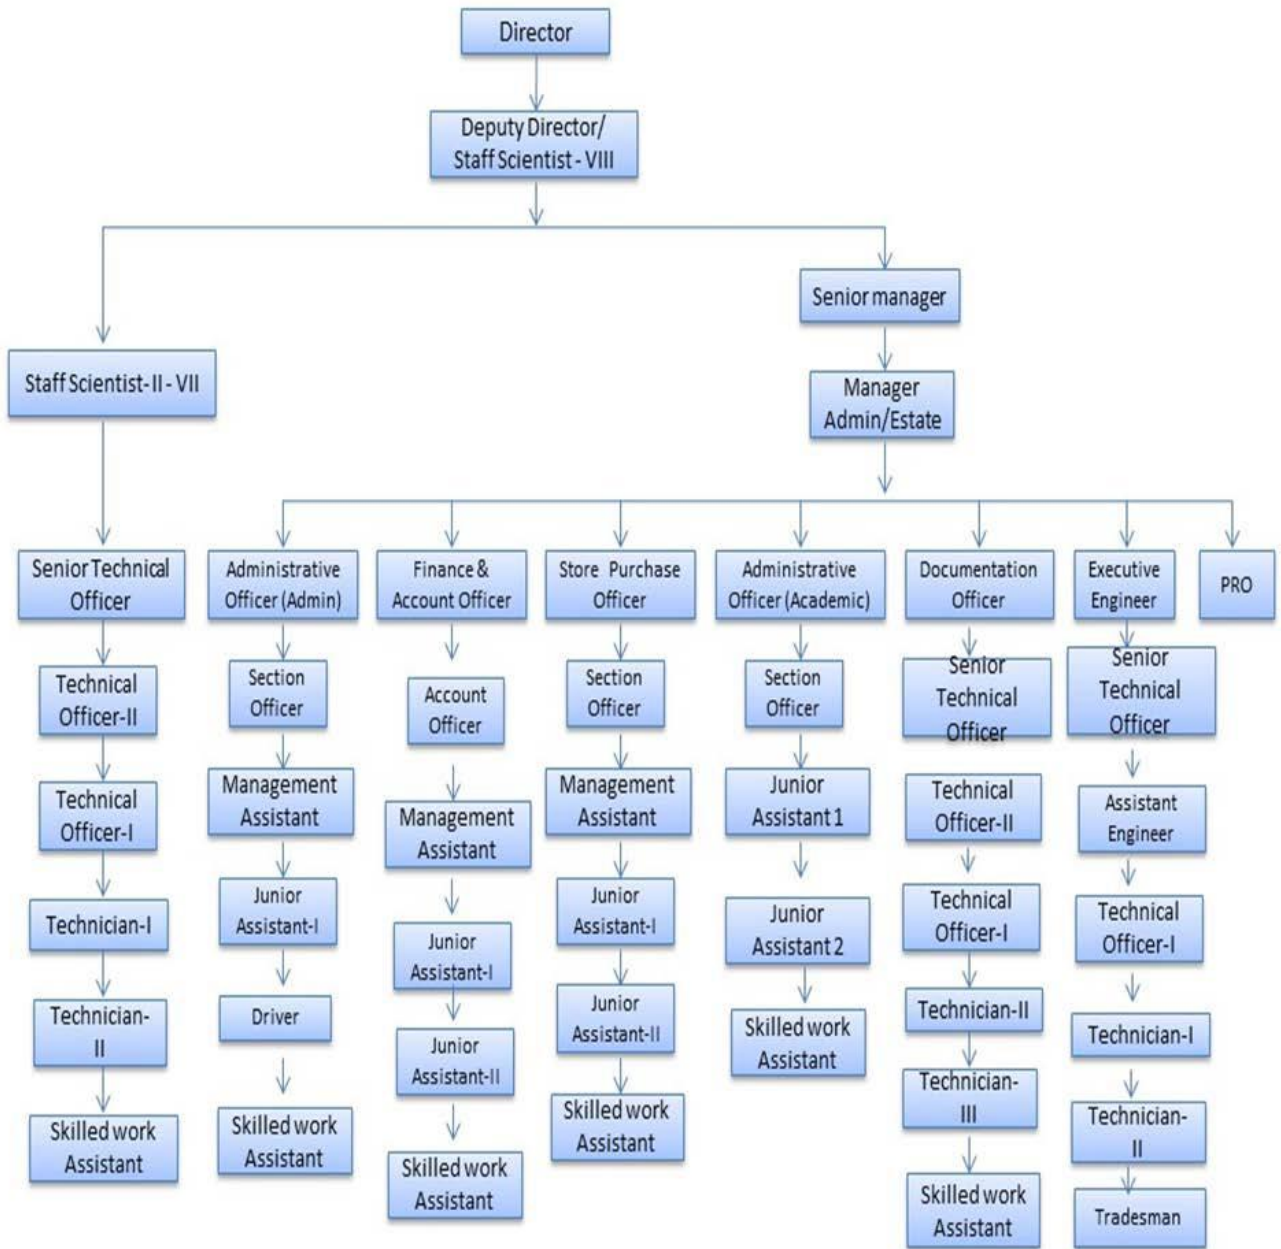 Director
Deputy Director/
Staff Scientist - VIII
Senior manager
Staff Scientist- II - VII
Manager
Admin/Estate
Senior Technical
Officer
Technical
Officer-II
Technical
Officer-I
Technician-I
Technician-
II
Skilled work
Assistant
Administrative
Officer (Admin)
Section
Officer
Management
Assistant
Junior
Assistant-I
Driver
Skilled work
Assistant
Finance &
Account Officer
Account
Officer
Management
Assistant
Junior
Assistant-I
Junior
Assistant-II
Skilled work
Assistant
Store Purchase
Officer
Section
Officer
Management
Assistant
Junior
Assistant-I
Junior
Assistant-II
Skilled work
Assistant
Administrative
Officer (Academic)
Section
Officer
Junior
Assistant 1
Junior
Assistant 2
Skilled work
Assistant
Documentation
Officer
Senior
Technical
Officer
Technical
Officer-II
Technical
Officer-I
Technician-II
Technician-
III
Skilled work
Assistant
Executive
Engineer
Senior
Technical
Officer
Assistant
Engineer
Technical
Officer-I
Technician-I
Technician-
II
Tradesman
PRO